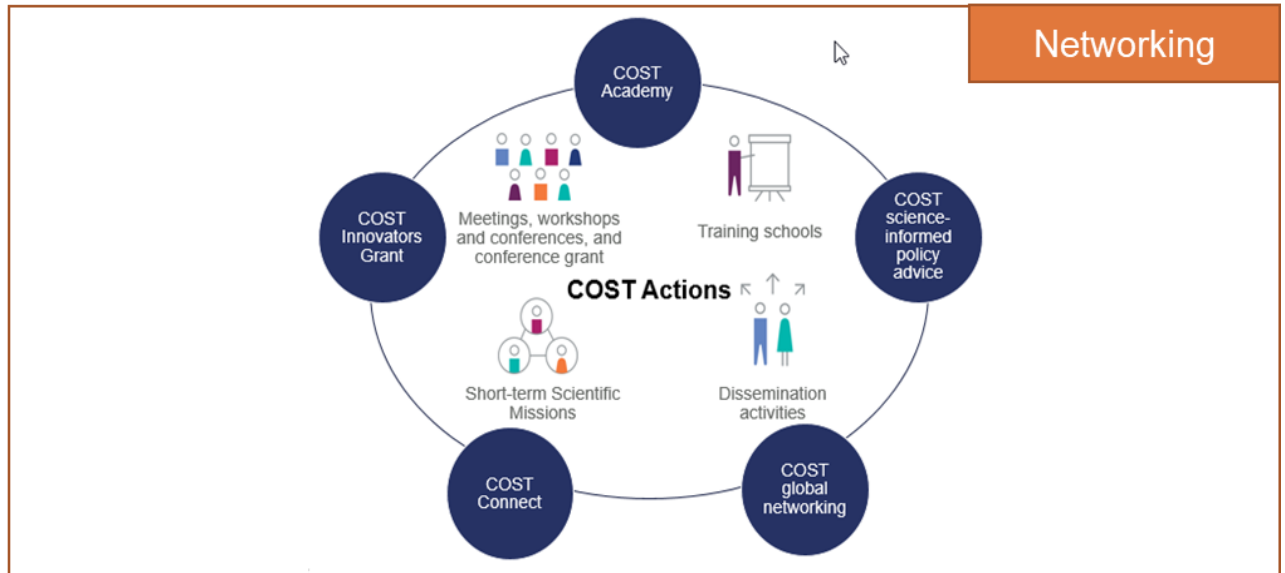 Networking
COST
Academy
COST
Innovators
Grant
Meetings, workshops
and conferences, and
conference grant
Training schools
COST
science-
informed
policy
advice
COST Actions
Short-term Scientific
Missions
Dissemination
activities
COST
Connect
COST
global
networking